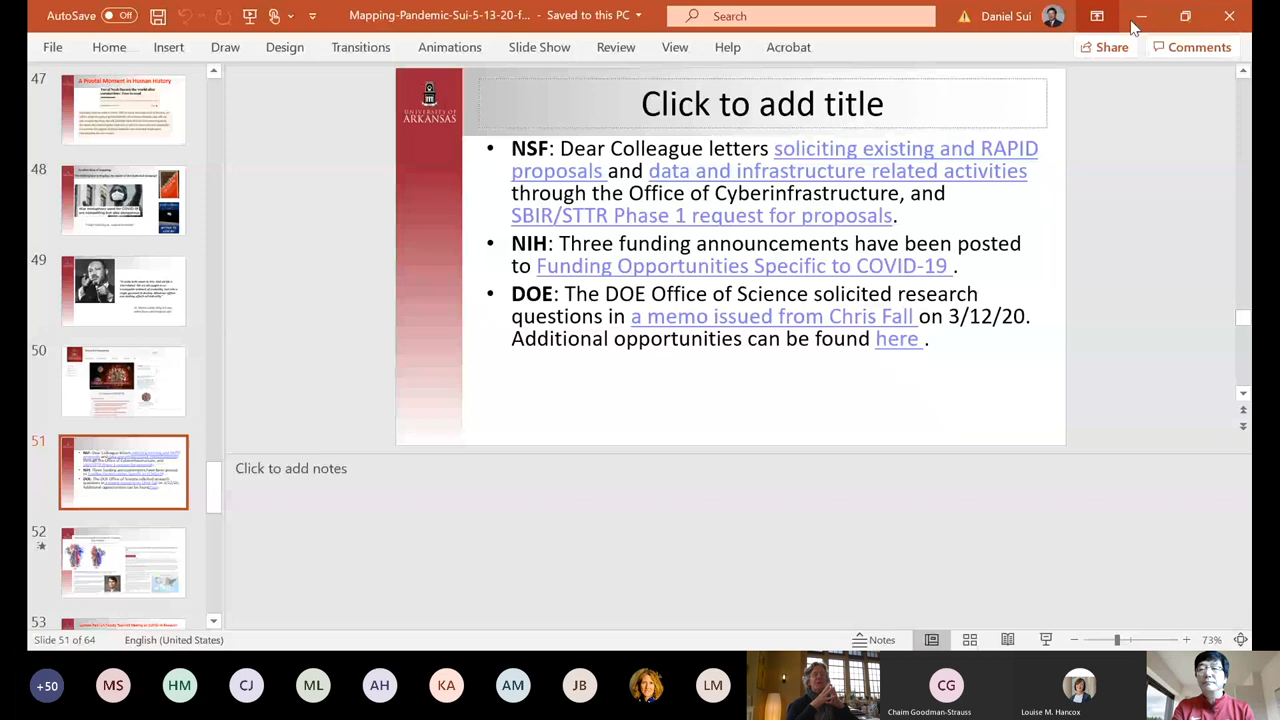 AutoSave Off
Mapping-Pandemic-Sui-5-13-20-f... - Saved to this PC
Search
Daniel Sui
File Home Insert Draw Design Transitions Animations Slide Show Review View Help Acrobat
Share Comments
47
A Pivotal Moment in Human History
48
49
50
51
52
53
UNIVERSITY OF
ARKANSAS
Click to add title
• NSF: Dear Colleague letters soliciting existing and RAPID
proposals and data and infrastructure related activities
through the Office of Cyberinfrastructure, and
SBIR/STTR Phase 1 request for proposals.
• NIH: Three funding announcements have been posted
to Funding Opportunities Specific to COVID-19 .
• DOE: The DOE Office of Science solicited research
questions in a memo issued from Chris Fall on 3/12/20.
Additional opportunities can be found here .
Click to add notes
Slide 51 of 64 English (United States) Notes 73%
+50 MS HM CJ ML AH KA AM JB LM CG
Chaim Goodman-Strauss Louise M. Hancox